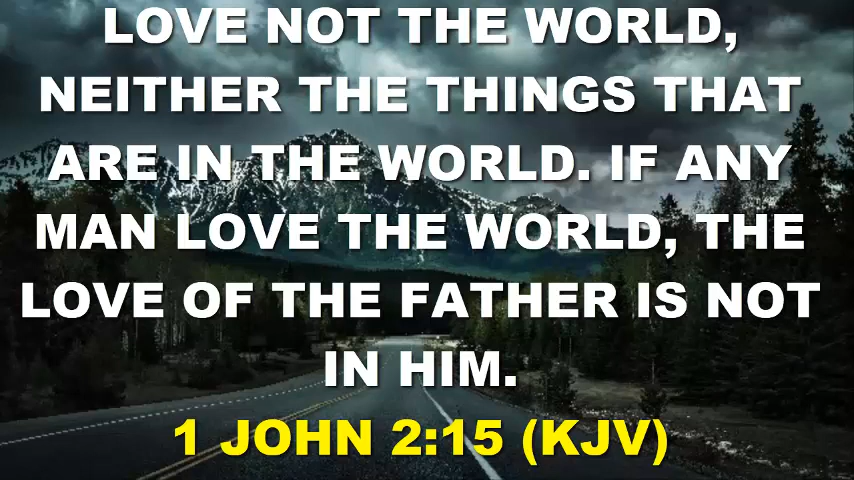 LOVE NOT THE WORLD,
NEITHER THE THINGS THAT
ARE IN THE WORLD. IF ANY
MAN LOVE THE WORLD, THE
LOVE OF THE FATHER IS NOT
IN HIM.
1 JOHN 2:15 (KJV)